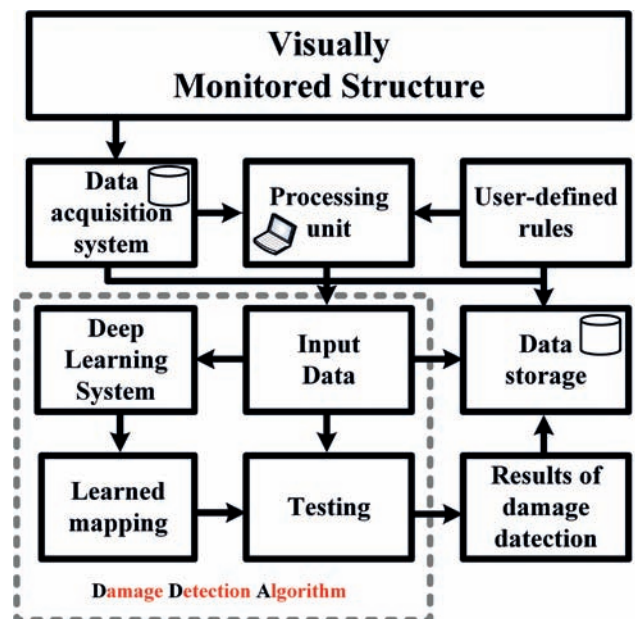 Visually
Monitored Structure
Data
acquisition
system
Processing
unit
User-defined
rules
Deep
Learning
System
Input
Data
Data
storage
Learned
mapping
Testing
Results of
damage
datection
Damage Detection Algorithm